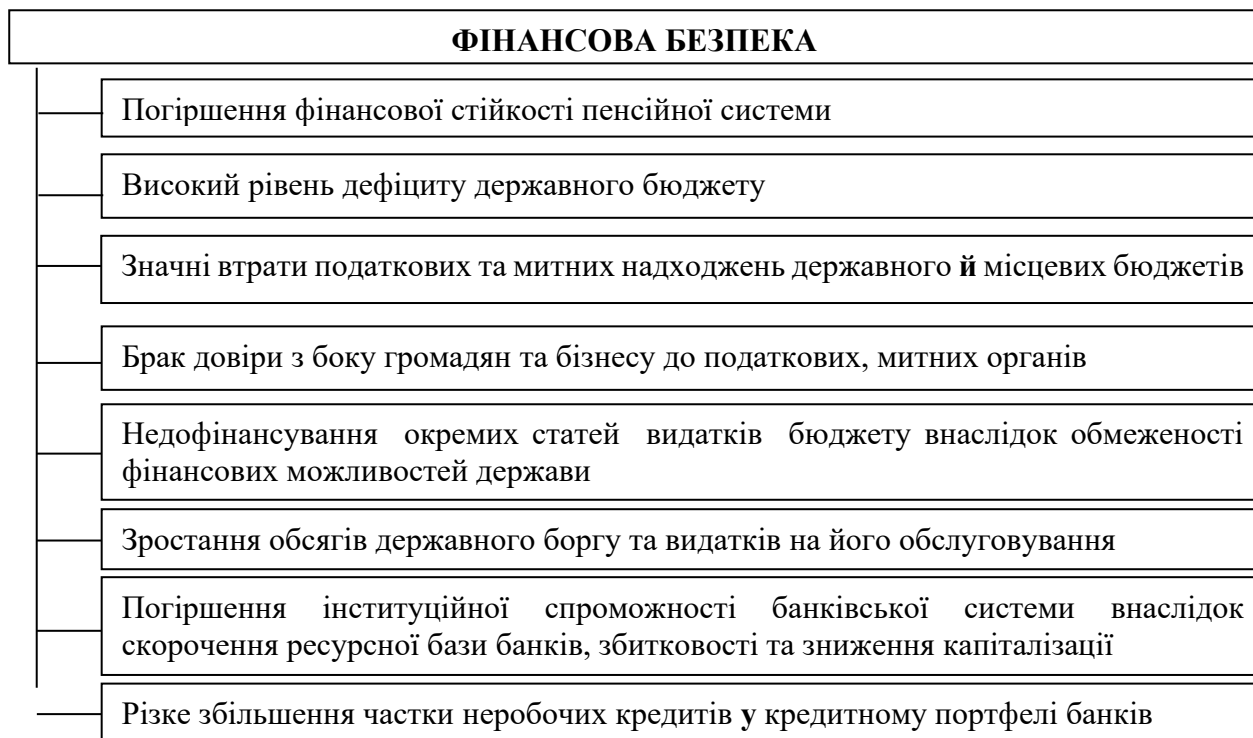 ФІНАНСОВА БЕЗПЕКА
Погіршення фінансової стійкості пенсійної системи
Високий рівень дефіциту державного бюджету
Значні втрати податкових та митних надходжень державного й місцевих бюджетів
Брак довіри з боку громадян та бізнесу до податкових, митних органів
Недофінансування окремих статей видатків бюджету внаслідок обмеженості
фінансових можливостей держави
Зростання обсягів державного боргу та видатків на його обслуговування
Погіршення інституційної спроможності банківської системи внаслідок
скорочення ресурсної бази банків, збитковості та зниження капіталізації
Різке збільшення частки неробочих кредитів у кредитному портфелі банків